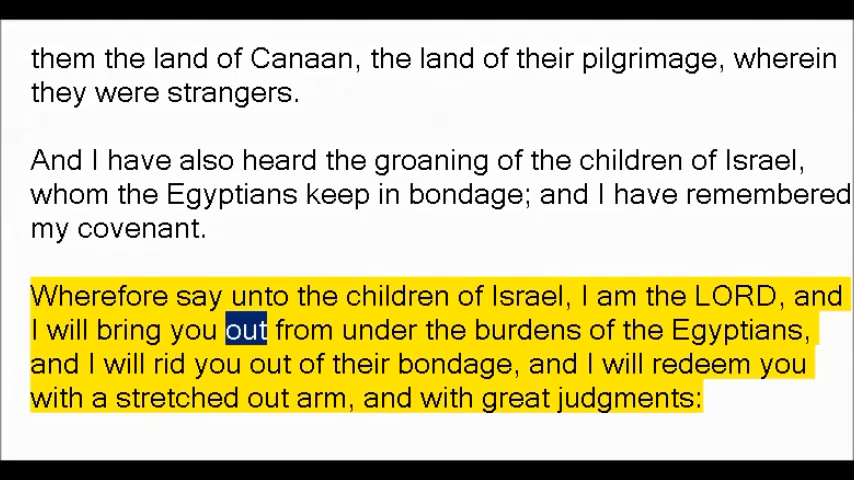 them the land of Canaan, the land of their pilgrimage, wherein
they were strangers.
And I have also heard the groaning of the children of Israel,
whom the Egyptians keep in bondage; and I have remembered
my covenant.
Wherefore say unto the children of Israel, I am the LORD, and
I will bring you out from under the burdens of the Egyptians,
and I will rid you out of their bondage, and I will redeem you
with a stretched out arm, and with great judgments: